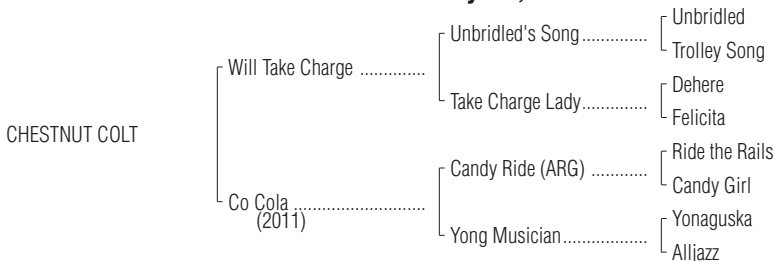 Unbridled
Unbridled's Song ..............
Trolley Song
Will Take Charge ..............
Dehere
Take Charge Lady..............
Felicita
CHESTNUT COLT
Ride the Rails
Candy Ride (ARG) ............
Candy Girl
Co Cola ............................
(2011)
Yonaguska
Yong Musician..................
Alljazz